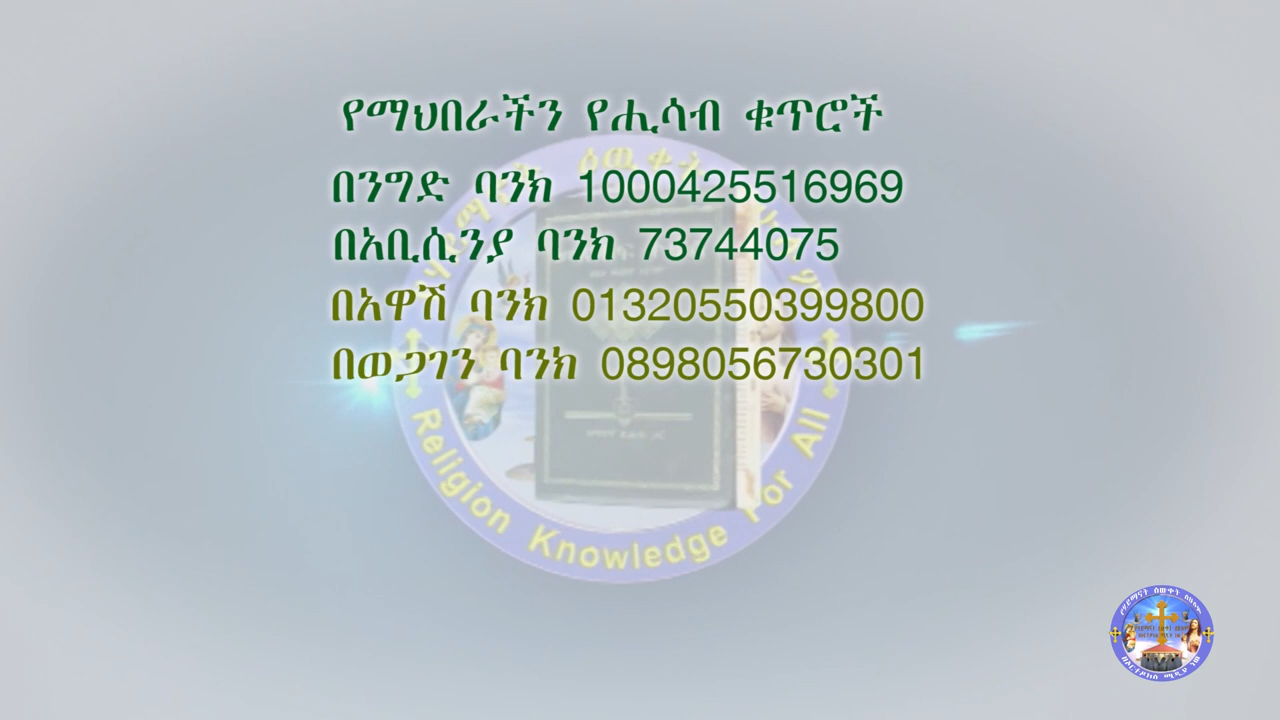 የማህበራችን የሒሳብ ቁጥሮች
በንግድ ባንክ 1000425516969
በአቢሲንያ ባንክ 73744075
በአዋሽ ባንክ 01320550399800
በወጋገን ባንክ 0898056730301
Religion Knowledge For All